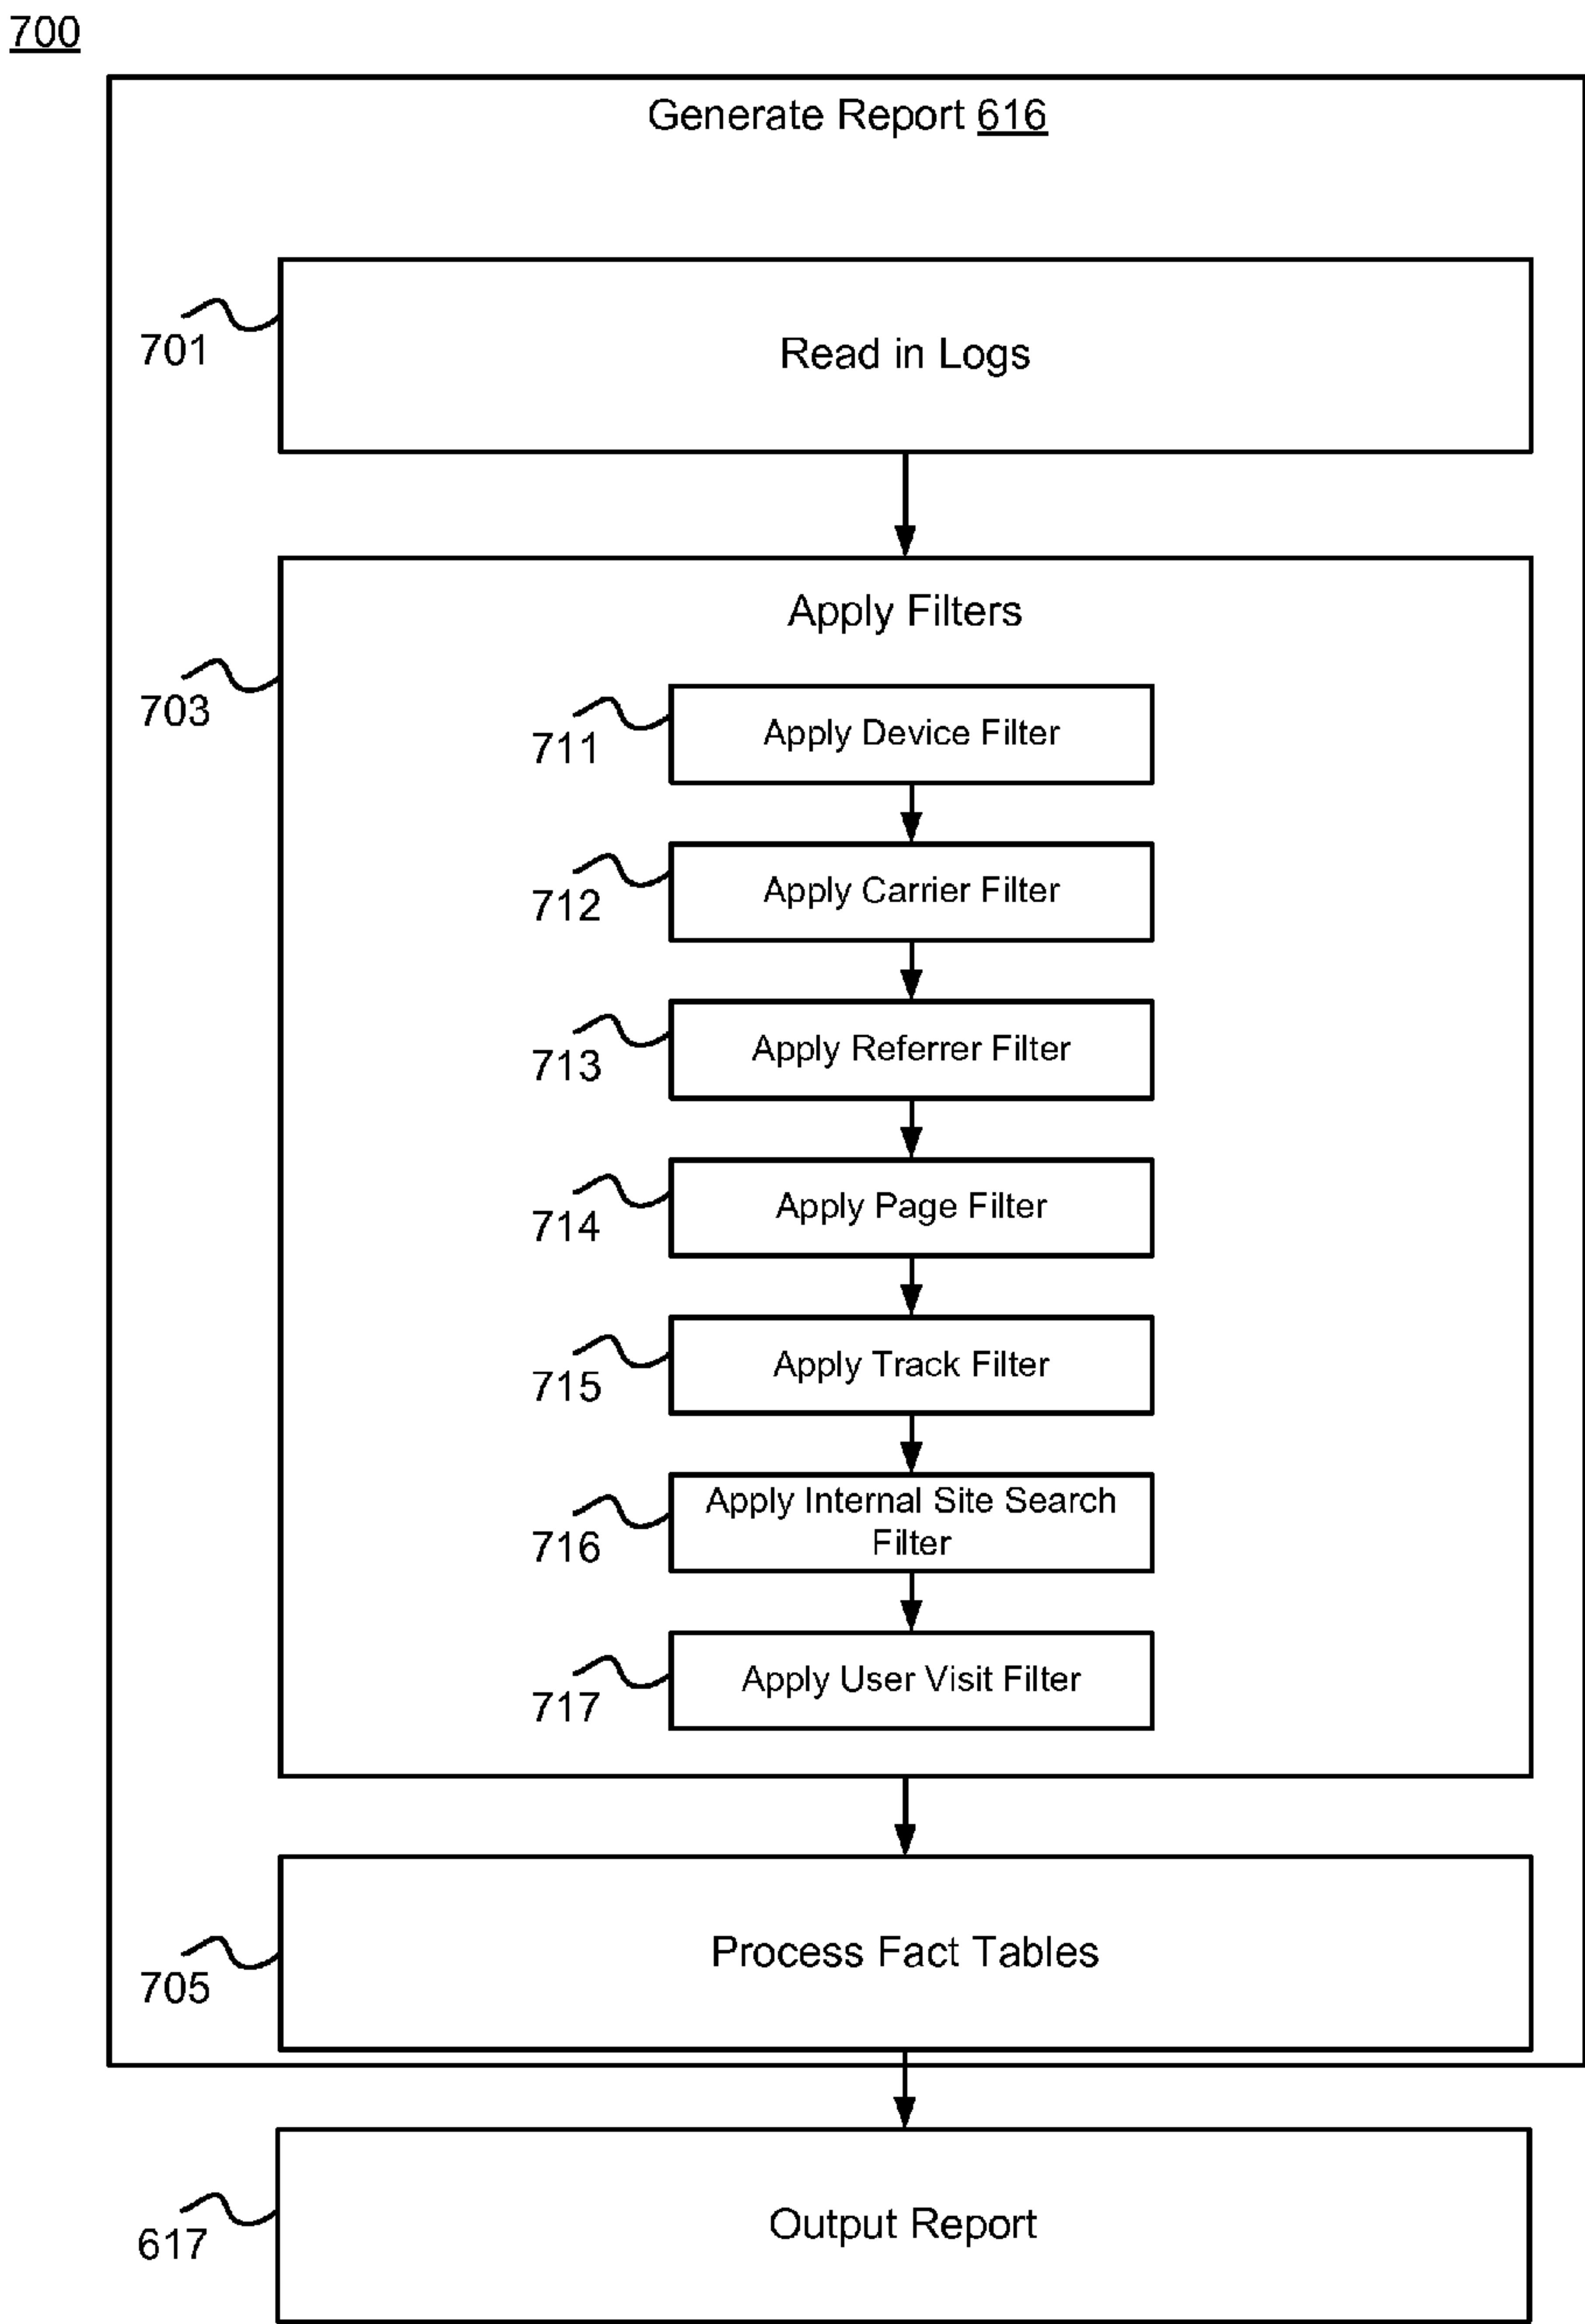 700
Generate Report 616
701
Read in Logs
703
Apply Filters
711
Apply Device Filter
712
Apply Carrier Filter
713
Apply Referrer Filter
714
Apply Page Filter
715
Apply Track Filter
716
Apply Internal Site Search
Filter
717
Apply User Visit Filter
705
Process Fact Tables
617
Output Report